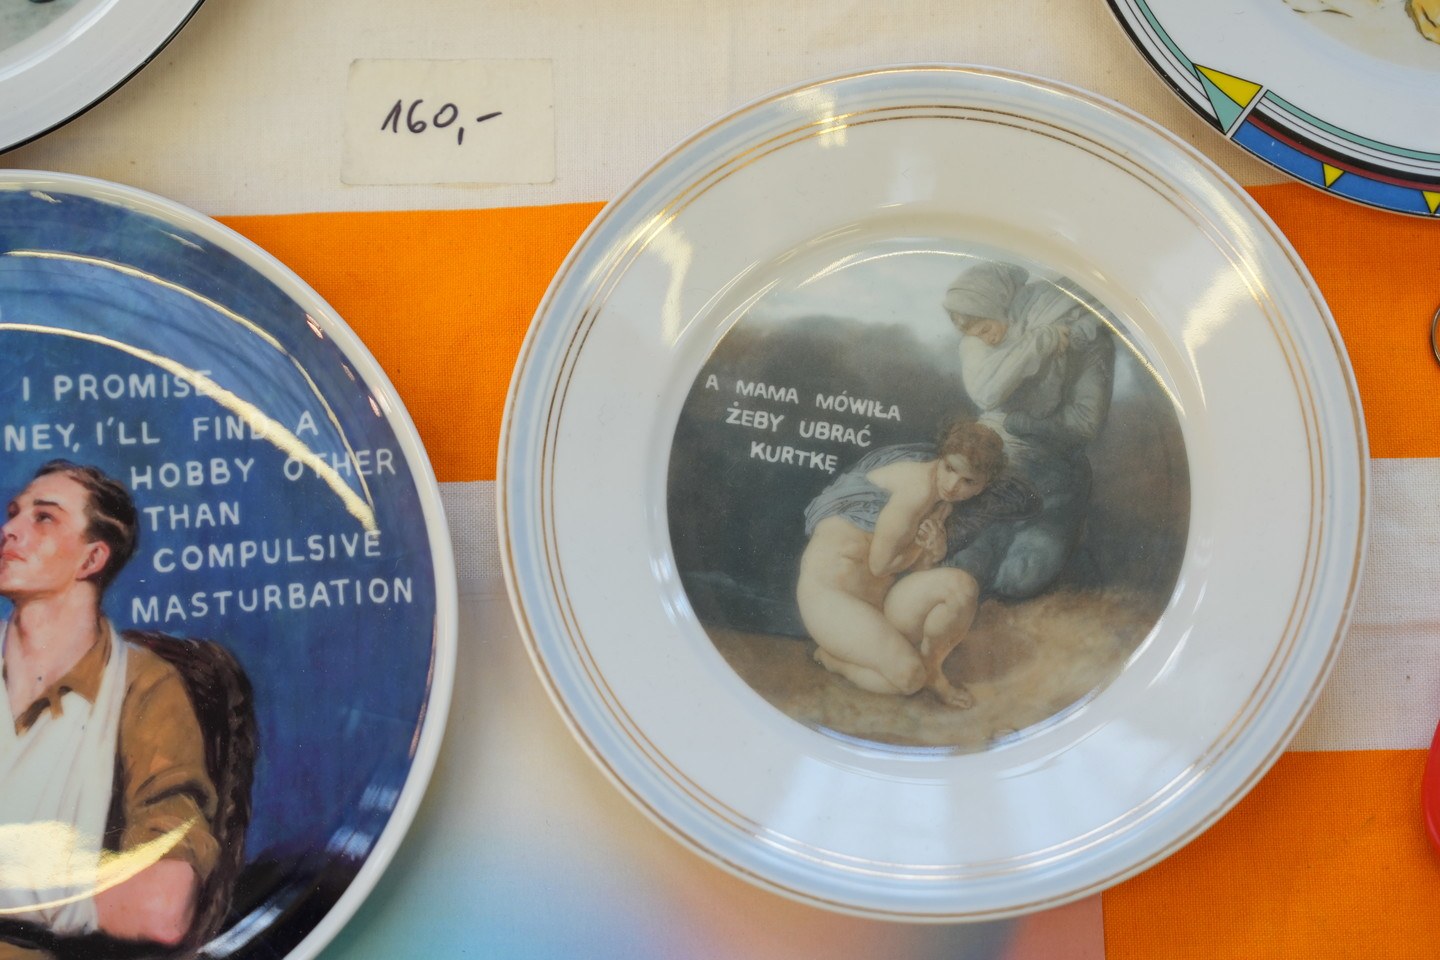 160,-
I PROMISE
NEY, I'LL FIND A
HOBBY OTHER
THAN
COMPULSIVE
MASTURBATION
A MAMA MÓWIŁA
ŻEBY UBRAĆ
KURTKĘ